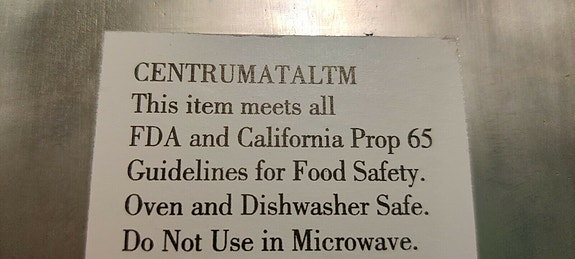 CENTRUMATALTM
This item meets all
FDA and California Prop 65
Guidelines for Food Safety.
Oven and Dishwasher Safe.
Do Not Use in Microwave.